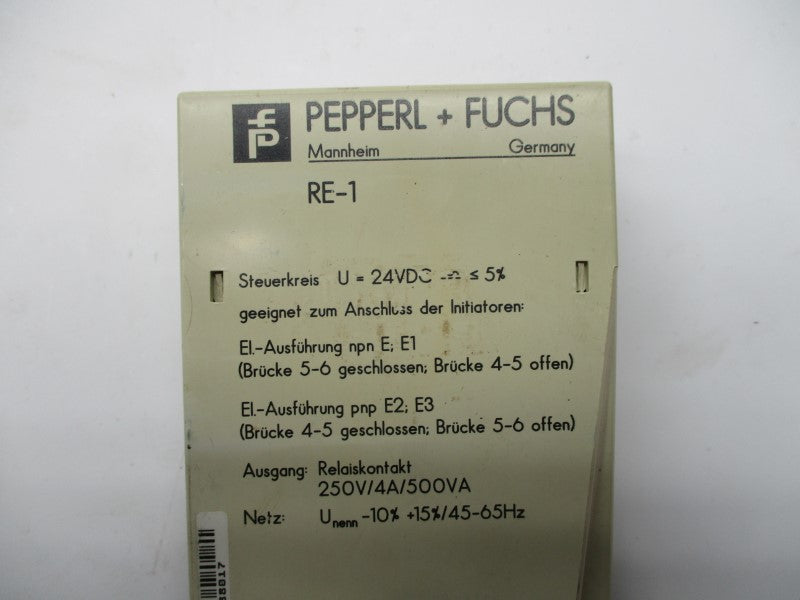 PEPPERL + FUCHS
Mannheim Germany
RE-1
Steuerkreis U = 24VDC ≤ 5%
geeignet zum Anschluss der Initiatoren:
El.-Ausführung npn E; E1
(Brücke 5-6 geschlossen; Brücke 4-5 offen)
El.-Ausführung pnp E2; E3
(Brücke 4-5 geschlossen; Brücke 5-6 offen)
Ausgang: Relaiskontakt
250V/4A/500VA
Netz: Unenn -10% +15%/45-65Hz